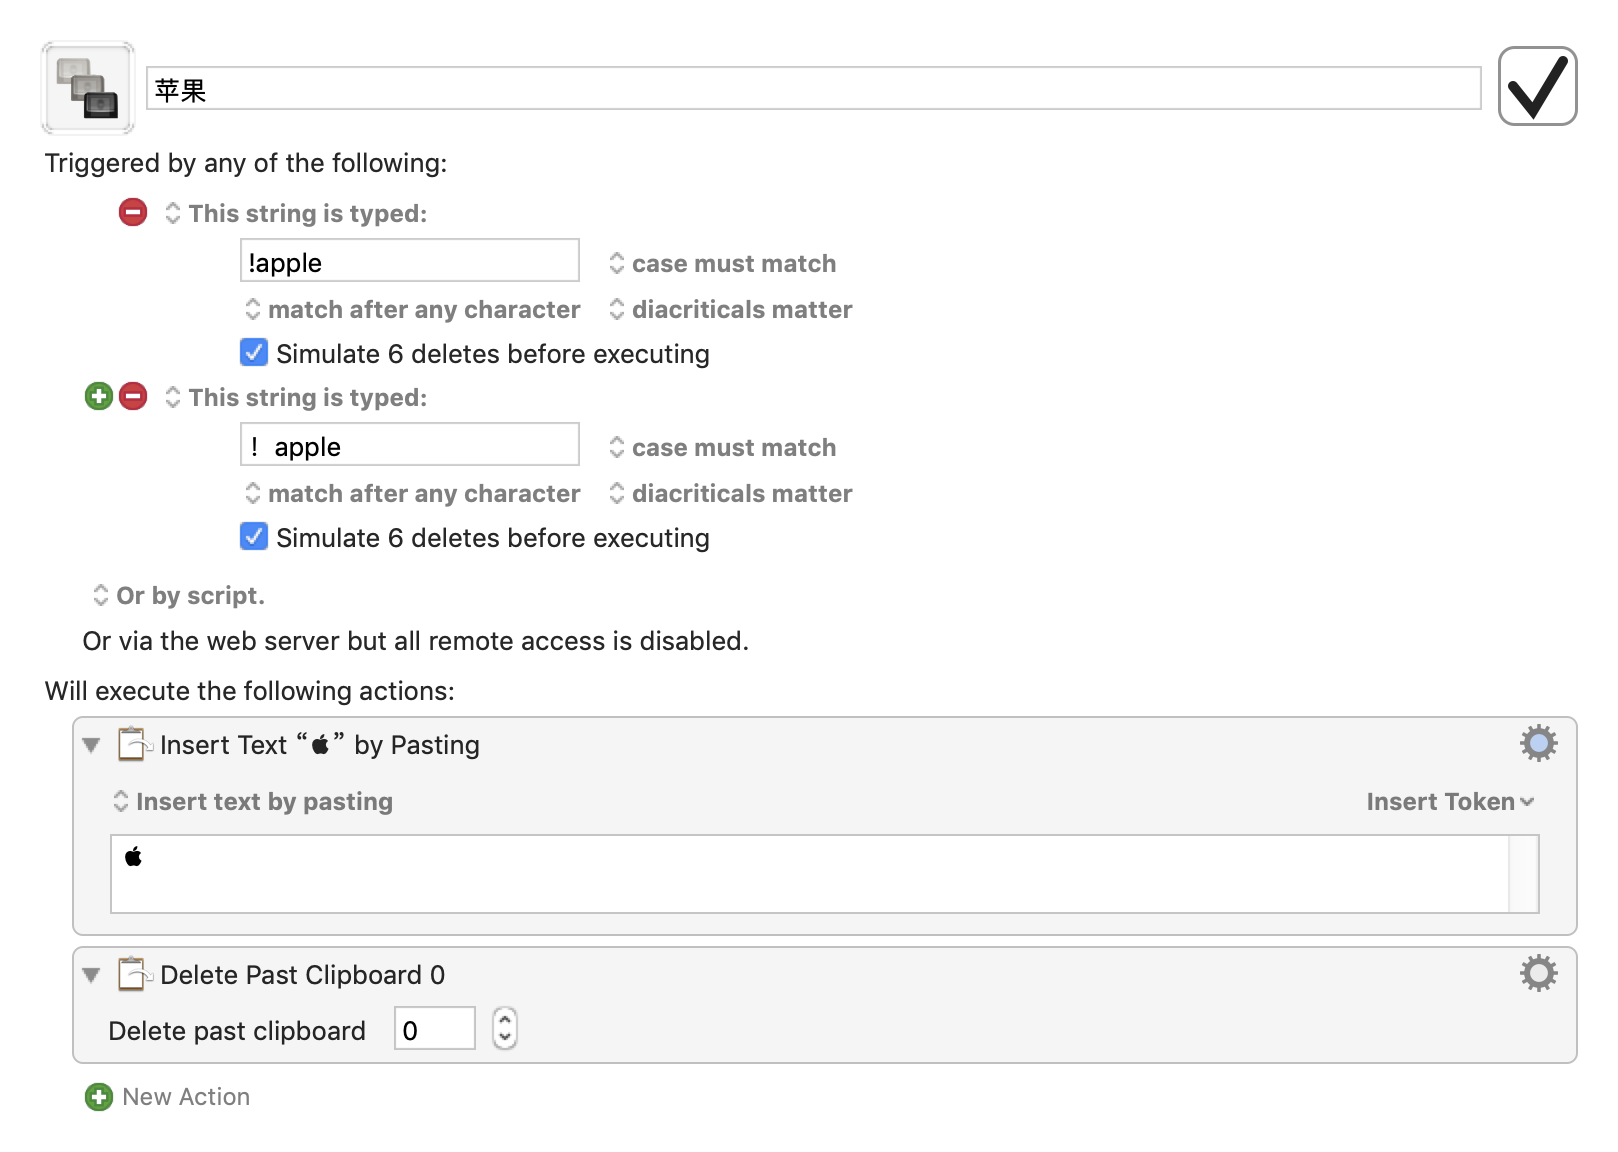 苹果
Triggered by any of the following:
This string is typed:
!apple
case must match
match after any character
diacriticals matter
Simulate 6 deletes before executing
This string is typed:
！apple
case must match
match after any character
diacriticals matter
Simulate 6 deletes before executing
Or by script.
Or via the web server but all remote access is disabled.
Will execute the following actions:
Insert Text “” by Pasting
Insert text by pasting
Insert Token

Delete Past Clipboard 0
Delete past clipboard 0
New Action